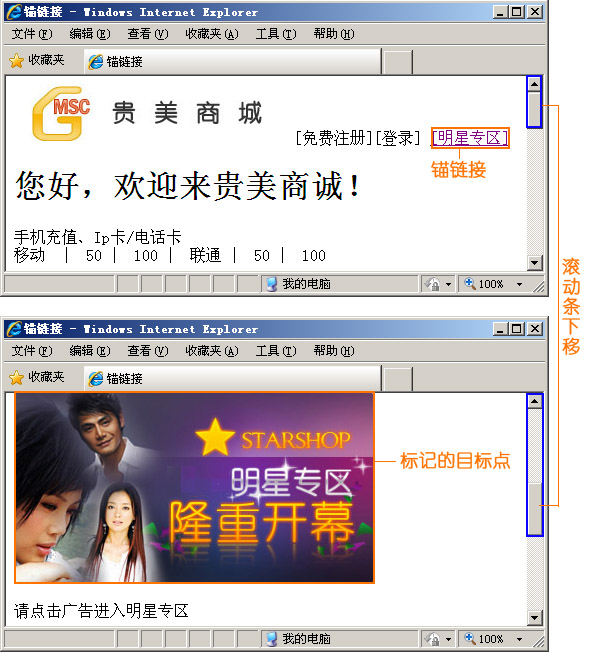 锚链接 - Windows Internet Explorer
文件(F) 编辑(E) 查看(V) 收藏夹(A) 工具(T) 帮助(H)
收藏夹 锚链接
MSC 贵美商城
[免费注册][登录] [明星专区]
锚链接
您好，欢迎来贵美商诚！
手机充值、Ip卡/电话卡
移动 | 50 | 100 | 联通 | 50 | 100
我的电脑 100%
滚动条下移
锚链接 - Windows Internet Explorer
文件(F) 编辑(E) 查看(V) 收藏夹(A) 工具(T) 帮助(H)
收藏夹 锚链接
STARSHOP
明星专区
隆重开幕
标记的目标点
请点击广告进入明星专区
我的电脑 100%